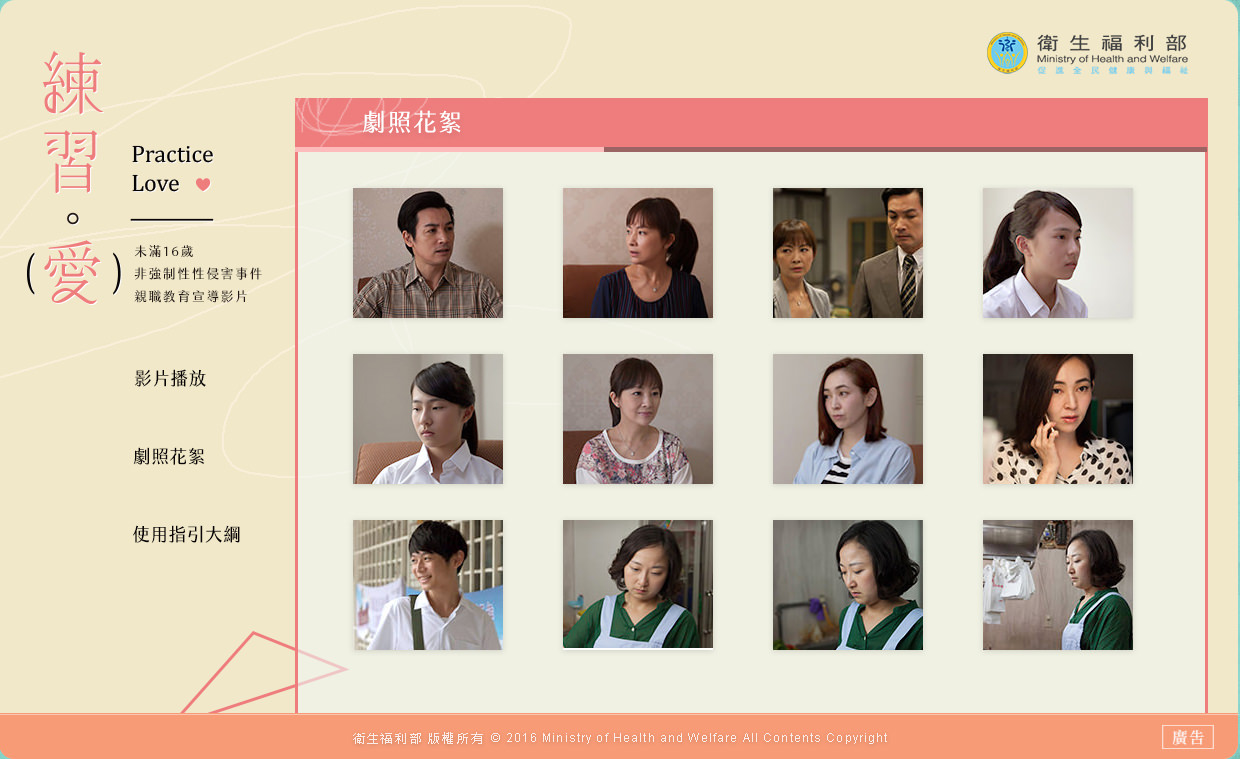 練習。(愛)
Practice
Love
未滿16歲
非強制性性侵害事件
親職教育宣導影片
衛生福利部
Ministry of Health and Welfare
促進全民健康與福祉
劇照花絮
影片播放
劇照花絮
使用指引大綱
衛生福利部 版權所有 © 2016 Ministry of Health and Welfare All Contents Copyright
廣告